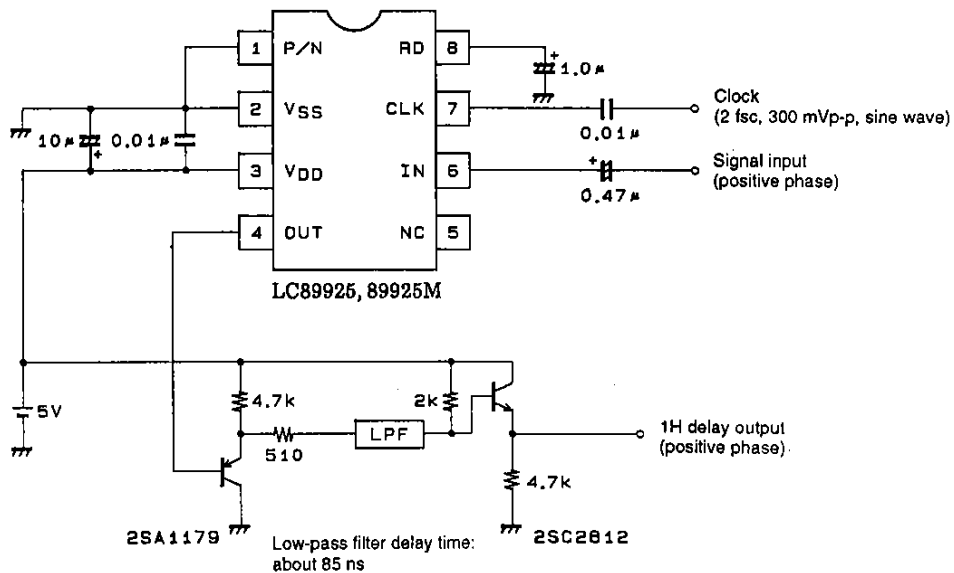 1 P/N RD 8
+ 1.0μ
2 VSS CLK 7
10μ + 0.01μ
0.01μ
Clock
(2 fsc, 300 mVp-p, sine wave)
3 VDD IN 6
+ 0.47μ
Signal input
(positive phase)
4 OUT NC 5
LC89925, 89925M
5V
4.7k
510
LPF
2k
4.7k
1H delay output
(positive phase)
2SA1179
2SC2812
Low-pass filter delay time:
about 85 ns